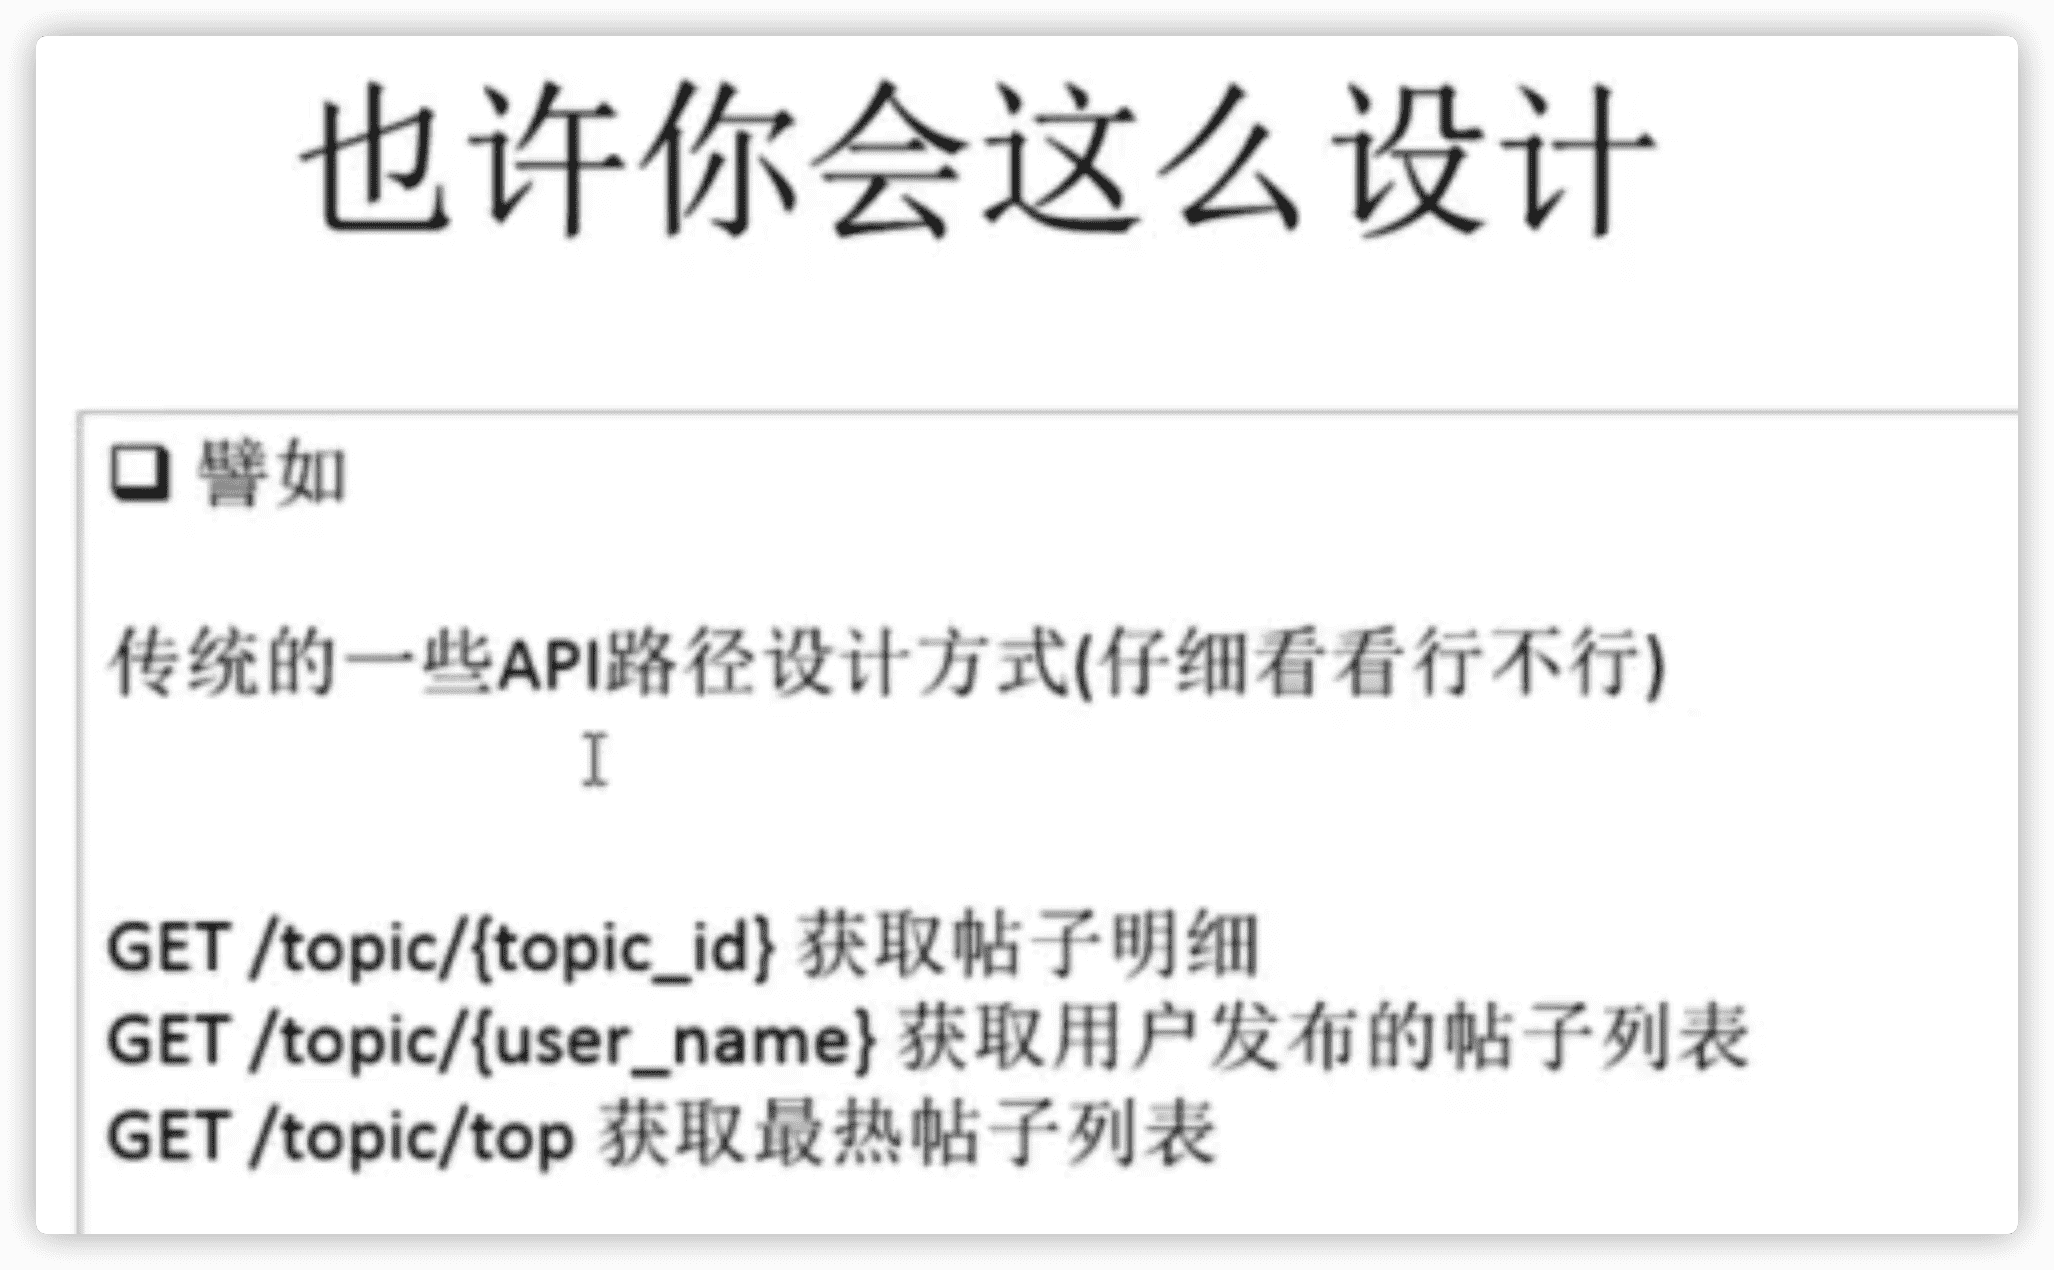 也许你会这么设计
譬如
传统的一些API路径设计方式(仔细看看行不行)
GET /topic/{topic_id} 获取帖子明细
GET /topic/{user_name} 获取用户发布的帖子列表
GET /topic/top 获取最热帖子列表